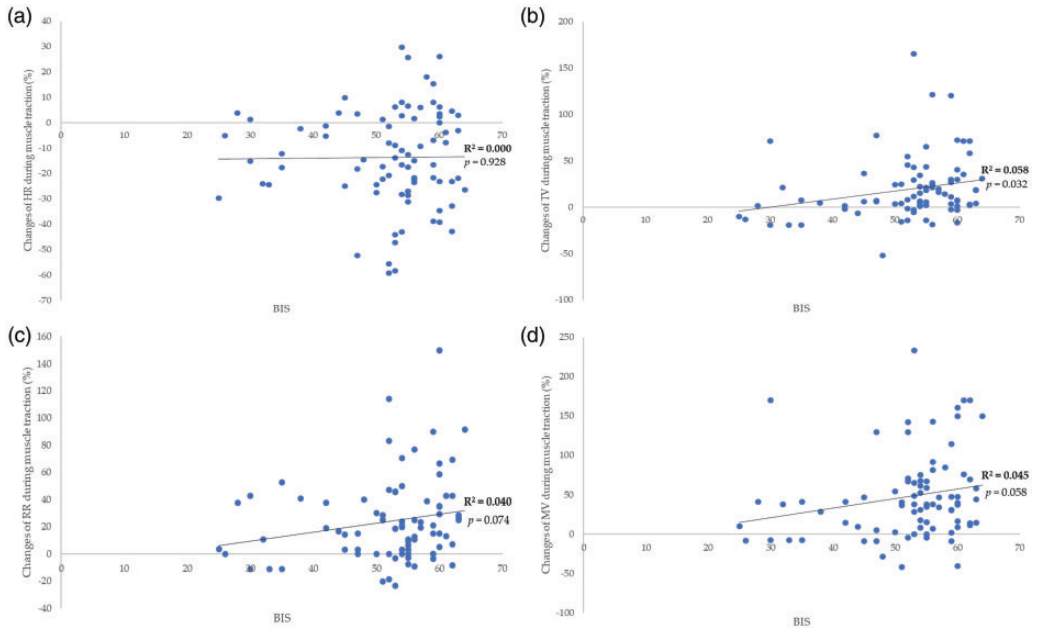 (a)
Changes of HR during muscle traction (%)
40
30
20
10
0
-10
-20
-30
-40
-50
-60
-70
0 10 20 30 40 50 60 70
R² = 0.000
p = 0.928
BIS
(b)
Changes of TV during muscle traction (%)
200
150
100
50
0
-50
-100
0 10 20 30 40 50 60 70
R² = 0.058
p = 0.032
BIS
(c)
Changes of RR during muscle traction (%)
160
140
120
100
80
60
40
20
0
-20
-40
0 10 20 30 40 50 60 70
R² = 0.040
p = 0.074
BIS
(d)
Changes of MV during muscle traction (%)
250
200
150
100
50
0
-50
-100
0 10 20 30 40 50 60 70
R² = 0.045
p = 0.058
BIS